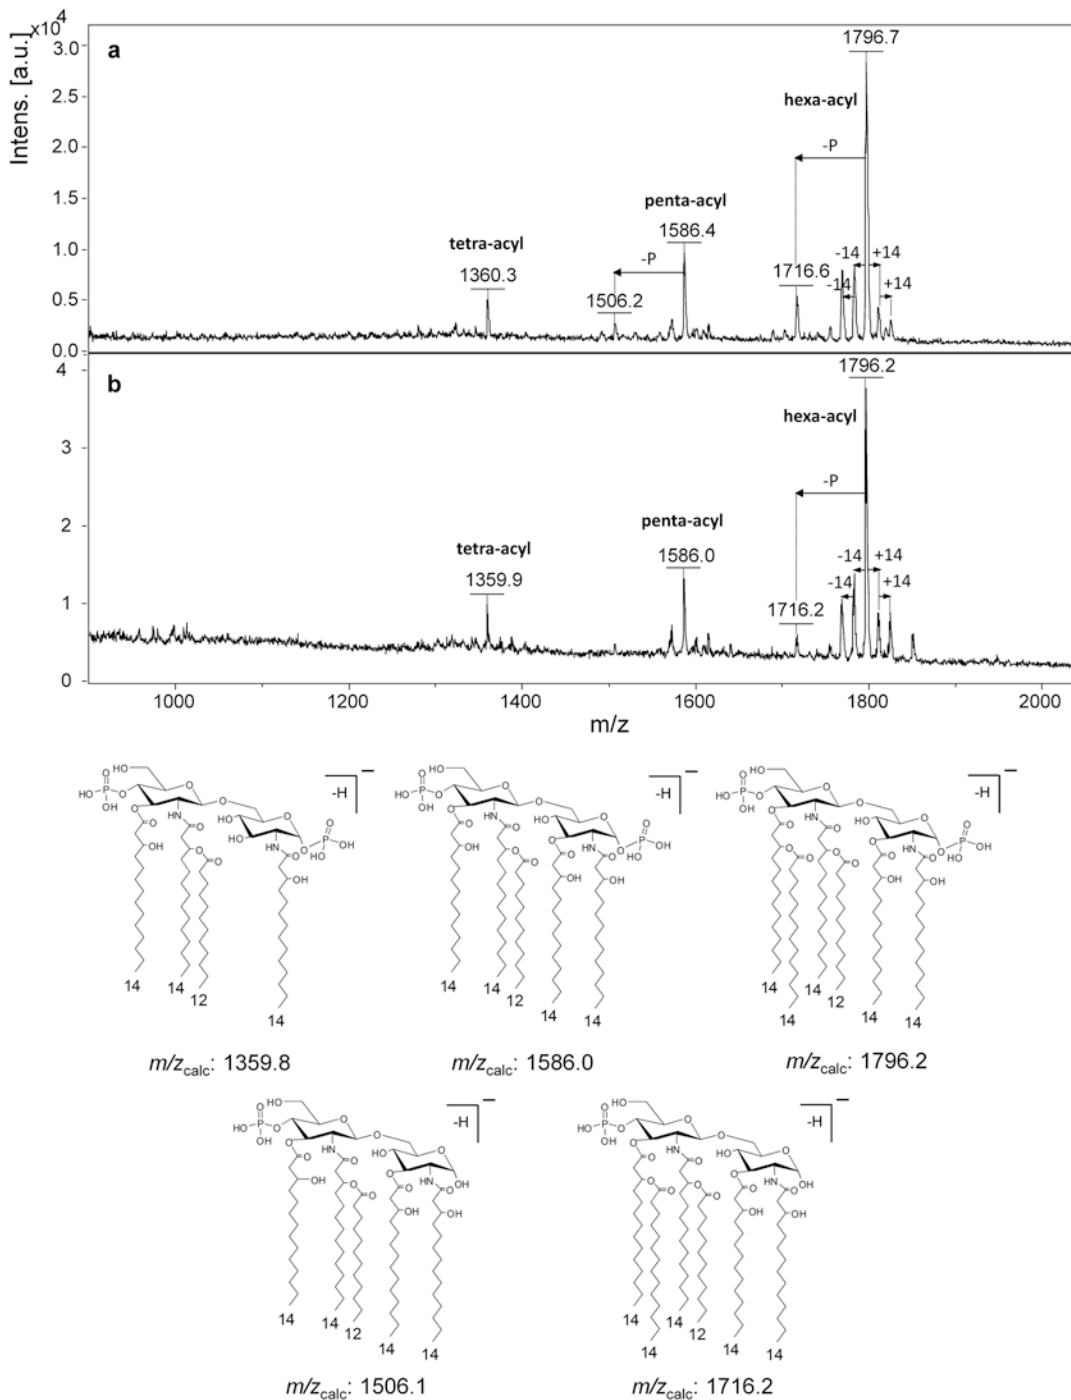 x10^4
Intens. [a.u.]
a
1796.7
3.0
hexa-acyl
2.5
2.0
-P
penta-acyl
1.5
1586.4
tetra-acyl
1.0
1360.3
-P
1716.6
-14
+14
0.5
1506.2
-14
+14
0.0
4
b
1796.2
3
hexa-acyl
-P
2
penta-acyl
tetra-acyl
1586.0
1359.9
-14
+14
1
1716.2
-14
+14
0
1000 1200 1400 1600 1800 2000
m/z
-H
−
-H
−
-H
−
14 14 12 14
14 14 12 14 14
14 14 14 12 14 14
m/zcalc: 1359.8
m/zcalc: 1586.0
m/zcalc: 1796.2
-H
−
-H
−
14 14 12 14 14
14 14 14 12 14 14
m/zcalc: 1506.1
m/zcalc: 1716.2